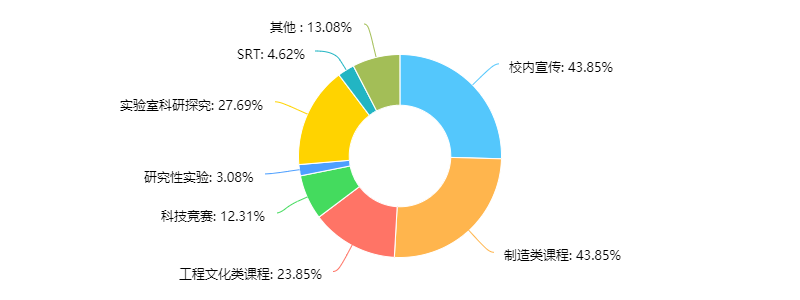 其他 : 13.08%
SRT: 4.62%
校内宣传: 43.85%
实验室科研探究: 27.69%
研究性实验: 3.08%
科技竞赛: 12.31%
制造类课程: 43.85%
工程文化类课程: 23.85%